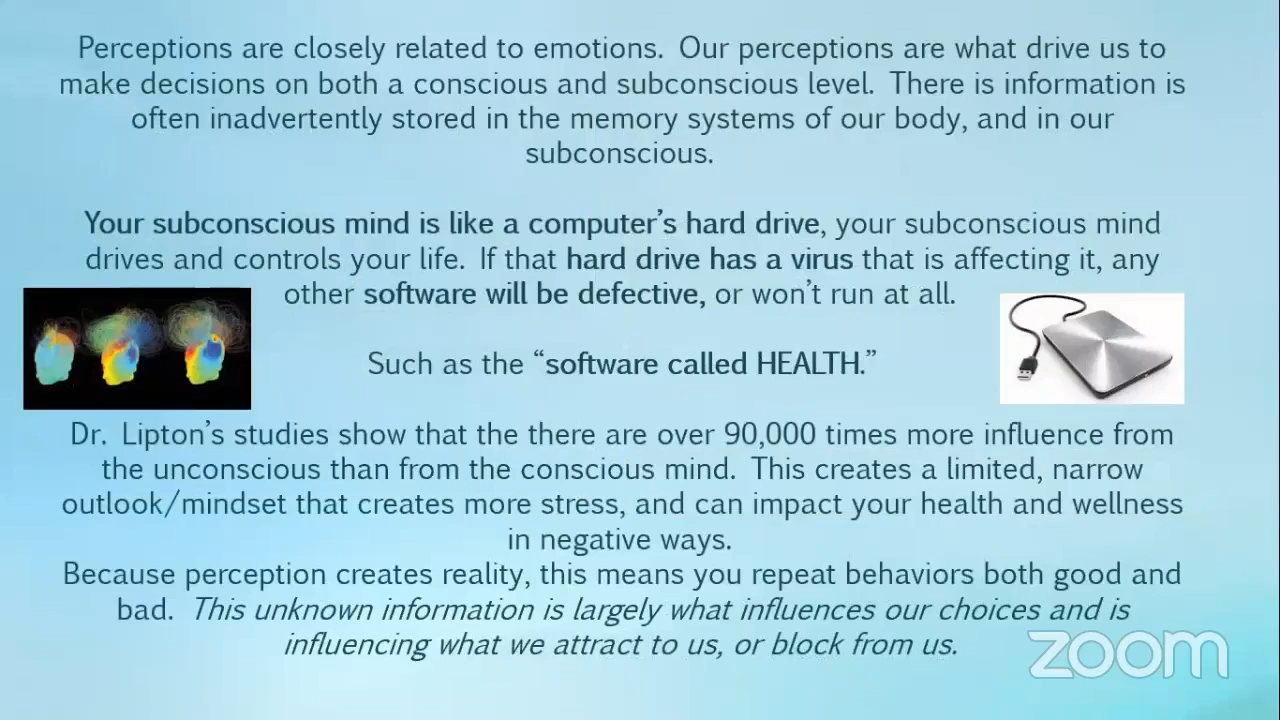 Perceptions are closely related to emotions. Our perceptions are what drive us to
make decisions on both a conscious and subconscious level. There is information is
often inadvertently stored in the memory systems of our body, and in our
subconscious.
Your subconscious mind is like a computer's hard drive, your subconscious mind
drives and controls your life. If that hard drive has a virus that is affecting it, any
other software will be defective, or won't run at all.
Such as the “software called HEALTH.”
Dr. Lipton's studies show that the there are over 90,000 times more influence from
the unconscious than from the conscious mind. This creates a limited, narrow
outlook/mindset that creates more stress, and can impact your health and wellness
in negative ways.
Because perception creates reality, this means you repeat behaviors both good and
bad. This unknown information is largely what influences our choices and is
influencing what we attract to us, or block from us.
zoom